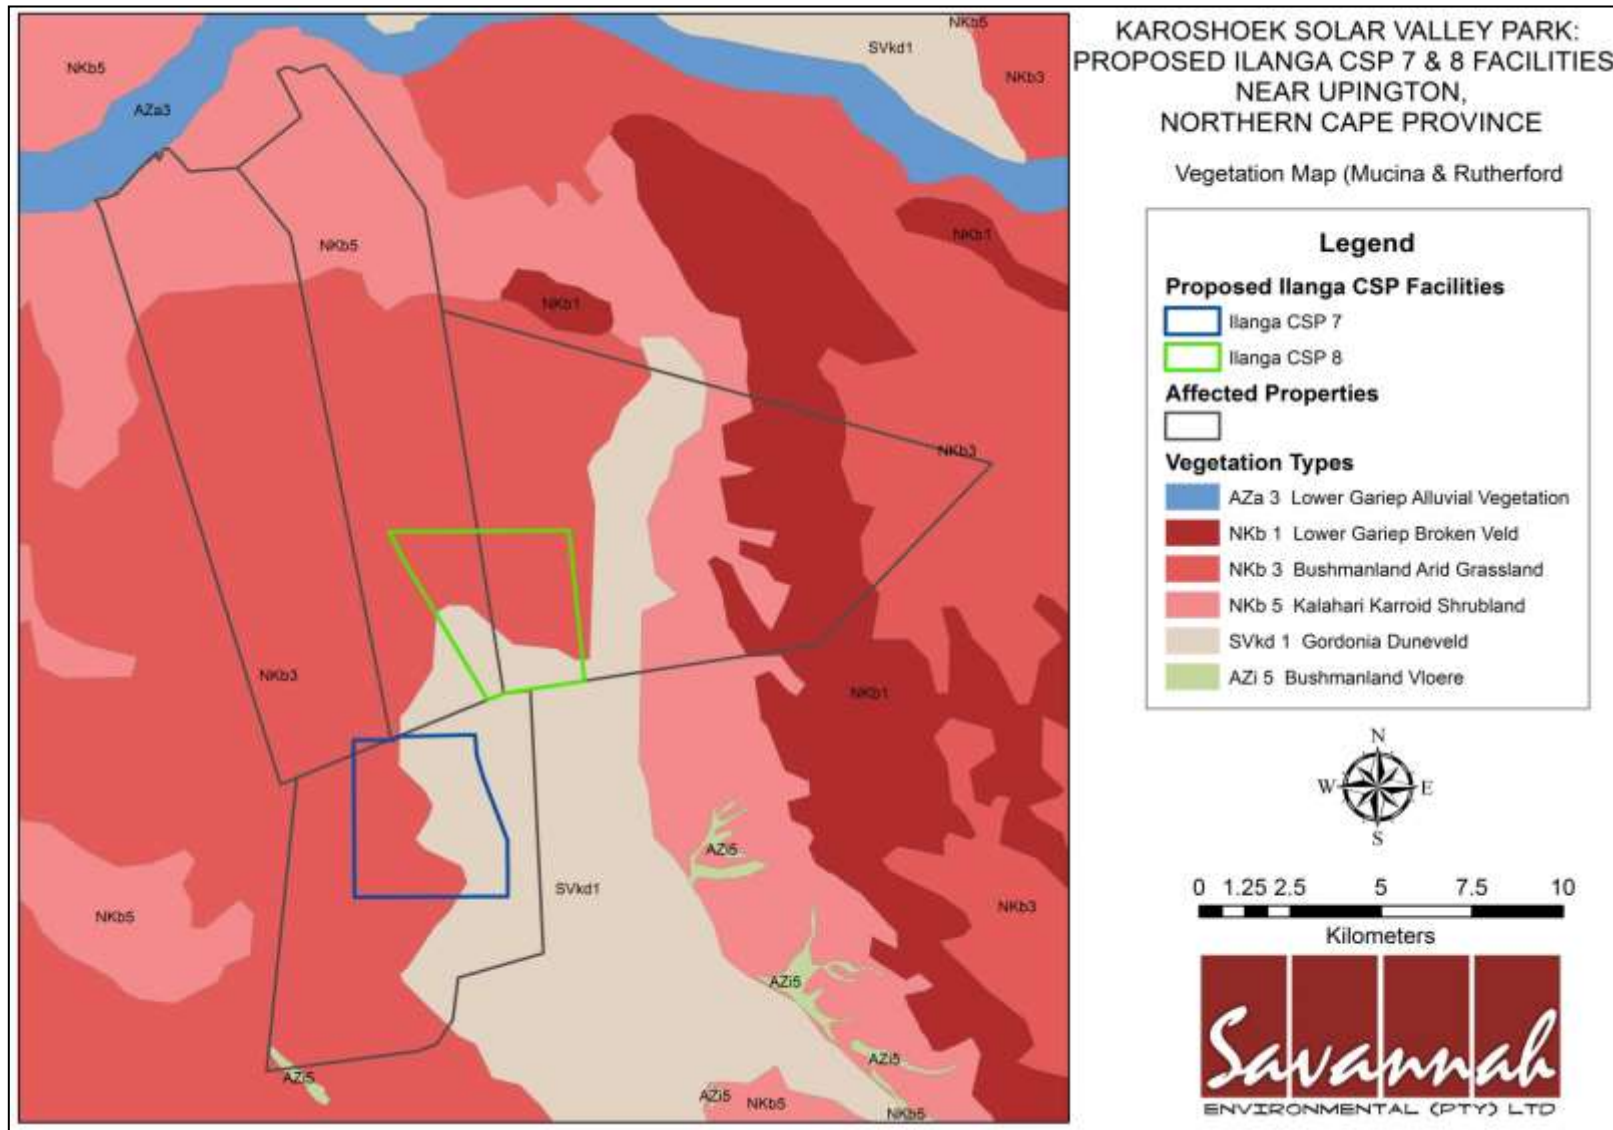 KAROSHOEK SOLAR VALLEY PARK:
PROPOSED ILANGA CSP 7 & 8 FACILITIES
NEAR UPINGTON,
NORTHERN CAPE PROVINCE
Vegetation Map (Mucina & Rutherford
Legend
Proposed Ilanga CSP Facilities
Ilanga CSP 7
Ilanga CSP 8
Affected Properties
Vegetation Types
AZa 3 Lower Gariep Alluvial Vegetation
NKb 1 Lower Gariep Broken Veld
NKb 3 Bushmanland Arid Grassland
NKb 5 Kalahari Karroid Shrubland
SVkd 1 Gordonia Duneveld
AZi 5 Bushmanland Vloere
N
W E
S
0 1.25 2.5 5 7.5 10
Kilometers
Savannah
ENVIRONMENTAL (PTY) LTD
NKb5
SVkd1
NKb5
NKb3
AZa3
NKb1
NKb5
NKb1
NKb3
NKb3
NKb1
AZi5
SVkd1
NKb3
NKb5
AZi5
AZi5
AZi5
AZi5
NKb5
NKb5